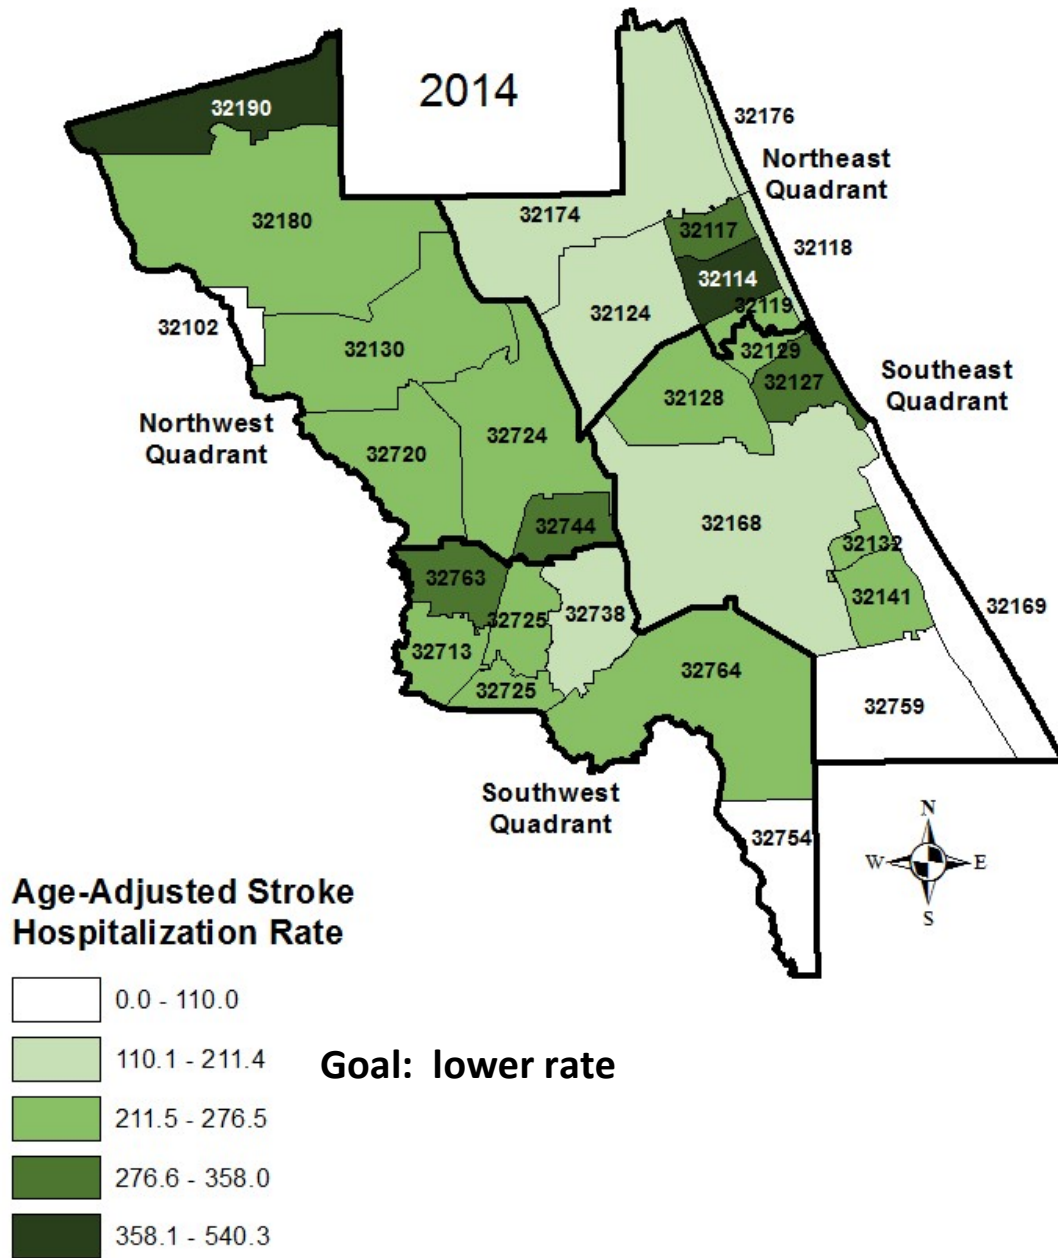 2014
32190
32176
Northeast
Quadrant
32180
32174
32117
32118
32114
32119
32102
32124
32130
32129
32127
Southeast
Quadrant
32128
Northwest
Quadrant
32724
32720
32744
32168
32132
32763
32141
32169
32725
32738
32713
32764
32725
32759
Southwest
Quadrant
32754
N
W
E
S
Age-Adjusted Stroke
Hospitalization Rate
0.0 - 110.0
110.1 - 211.4
Goal: lower rate
211.5 - 276.5
276.6 - 358.0
358.1 - 540.3